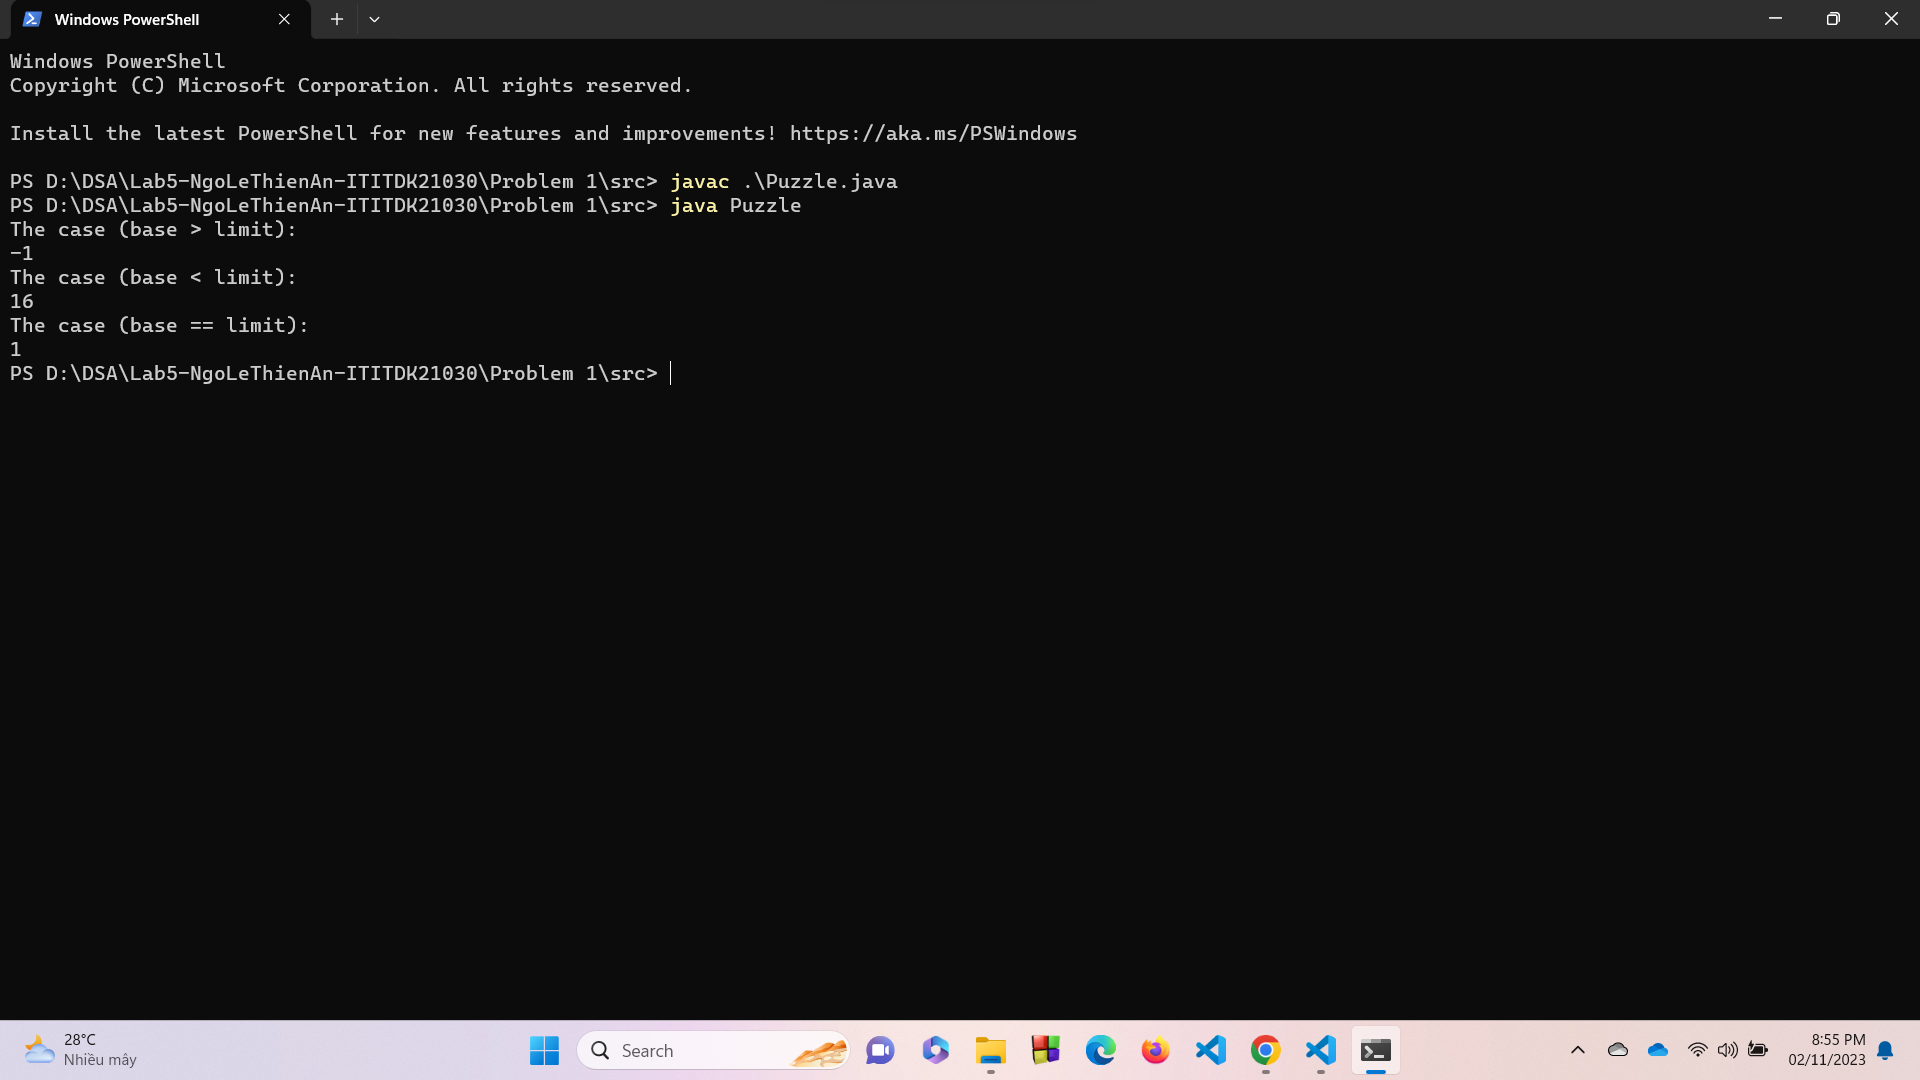 Windows PowerShell
Windows PowerShell
Copyright (C) Microsoft Corporation. All rights reserved.
Install the latest PowerShell for new features and improvements! https://aka.ms/PSWindows
PS D:\DSA\Lab5-NgoLeThienAn-ITITDK21030\Problem 1\src> javac .\Puzzle.java
PS D:\DSA\Lab5-NgoLeThienAn-ITITDK21030\Problem 1\src> java Puzzle
The case (base > limit):
-1
The case (base < limit):
16
The case (base == limit):
1
PS D:\DSA\Lab5-NgoLeThienAn-ITITDK21030\Problem 1\src>
28°C
Nhiều mây
Search
8:55 PM
02/11/2023